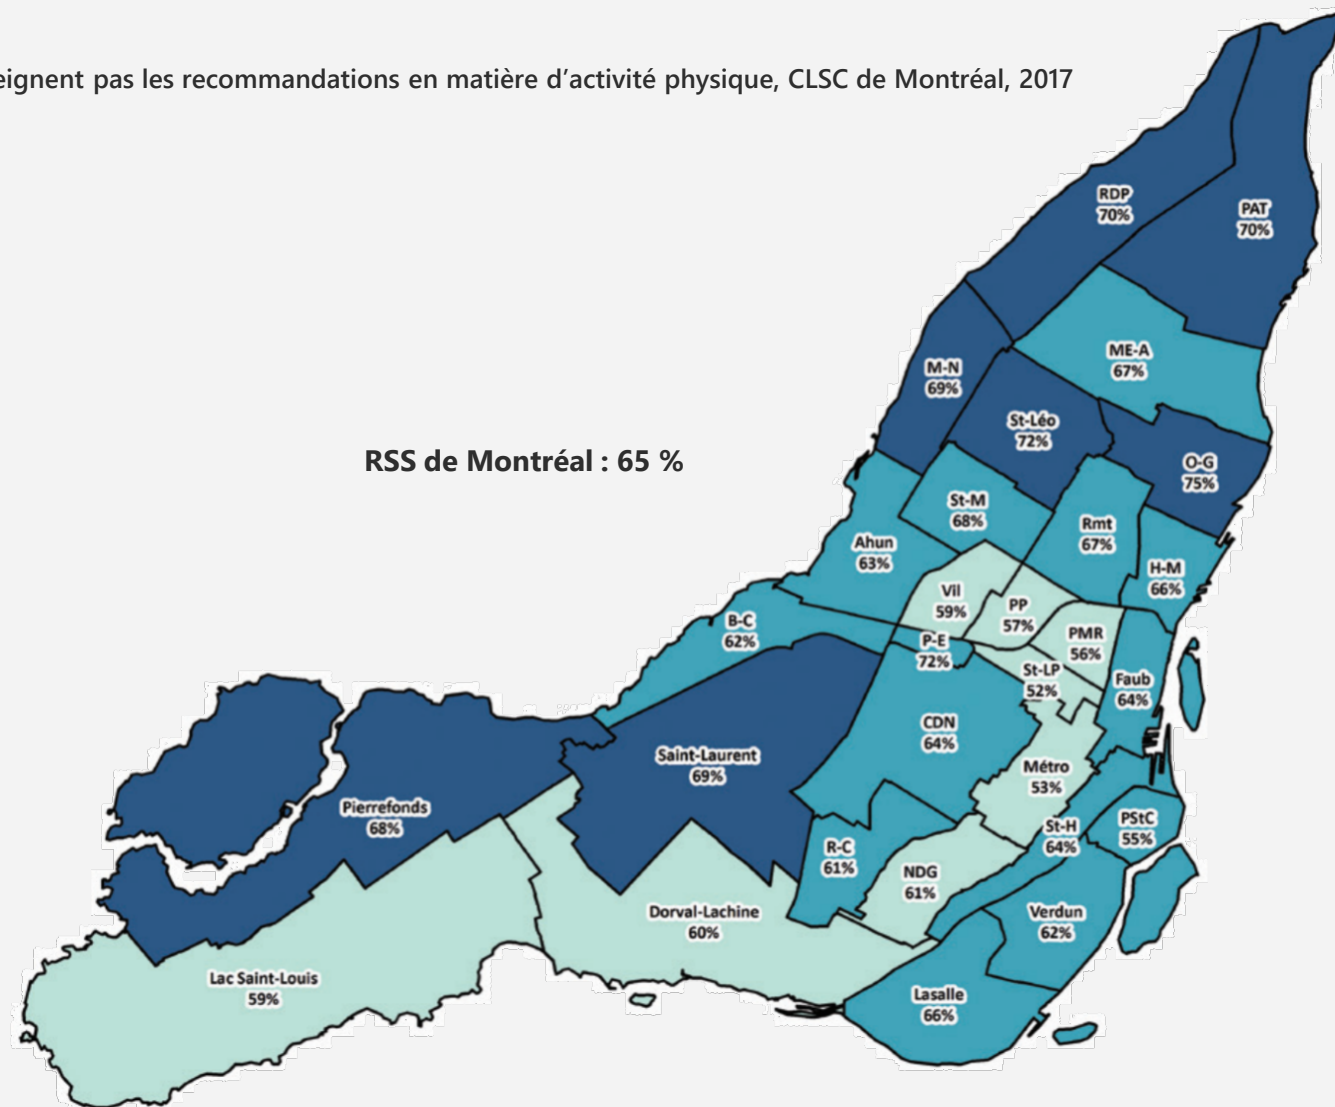 eignent pas les recommandations en matière d'activité physique, CLSC de Montréal, 2017
RDP
70%
PAT
70%
ME-A
67%
M-N
69%
St-Léo
72%
RSS de Montréal : 65 %
O-G
75%
St-M
68%
Rmt
67%
Ahun
63%
H-M
66%
Vil
59%
PP
57%
B-C
62%
P-E
72%
PMR
56%
St-LP
52%
Faub
64%
CDN
64%
Saint-Laurent
69%
Métro
53%
Pierrefonds
68%
PStC
55%
St-H
64%
R-C
61%
NDG
61%
Dorval-Lachine
60%
Verdun
62%
Lac Saint-Louis
59%
Lasalle
66%